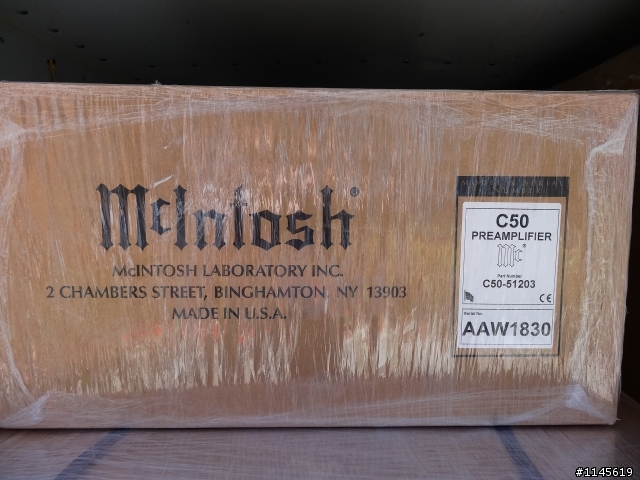 McIntosh®
McINTOSH LABORATORY INC.
2 CHAMBERS STREET, BINGHAMTON, NY 13903
MADE IN U.S.A.
C50
PREAMPLIFIER
Mc®
Part Number
C50-51203
CE
Serial No.
AAW1830
#1145619